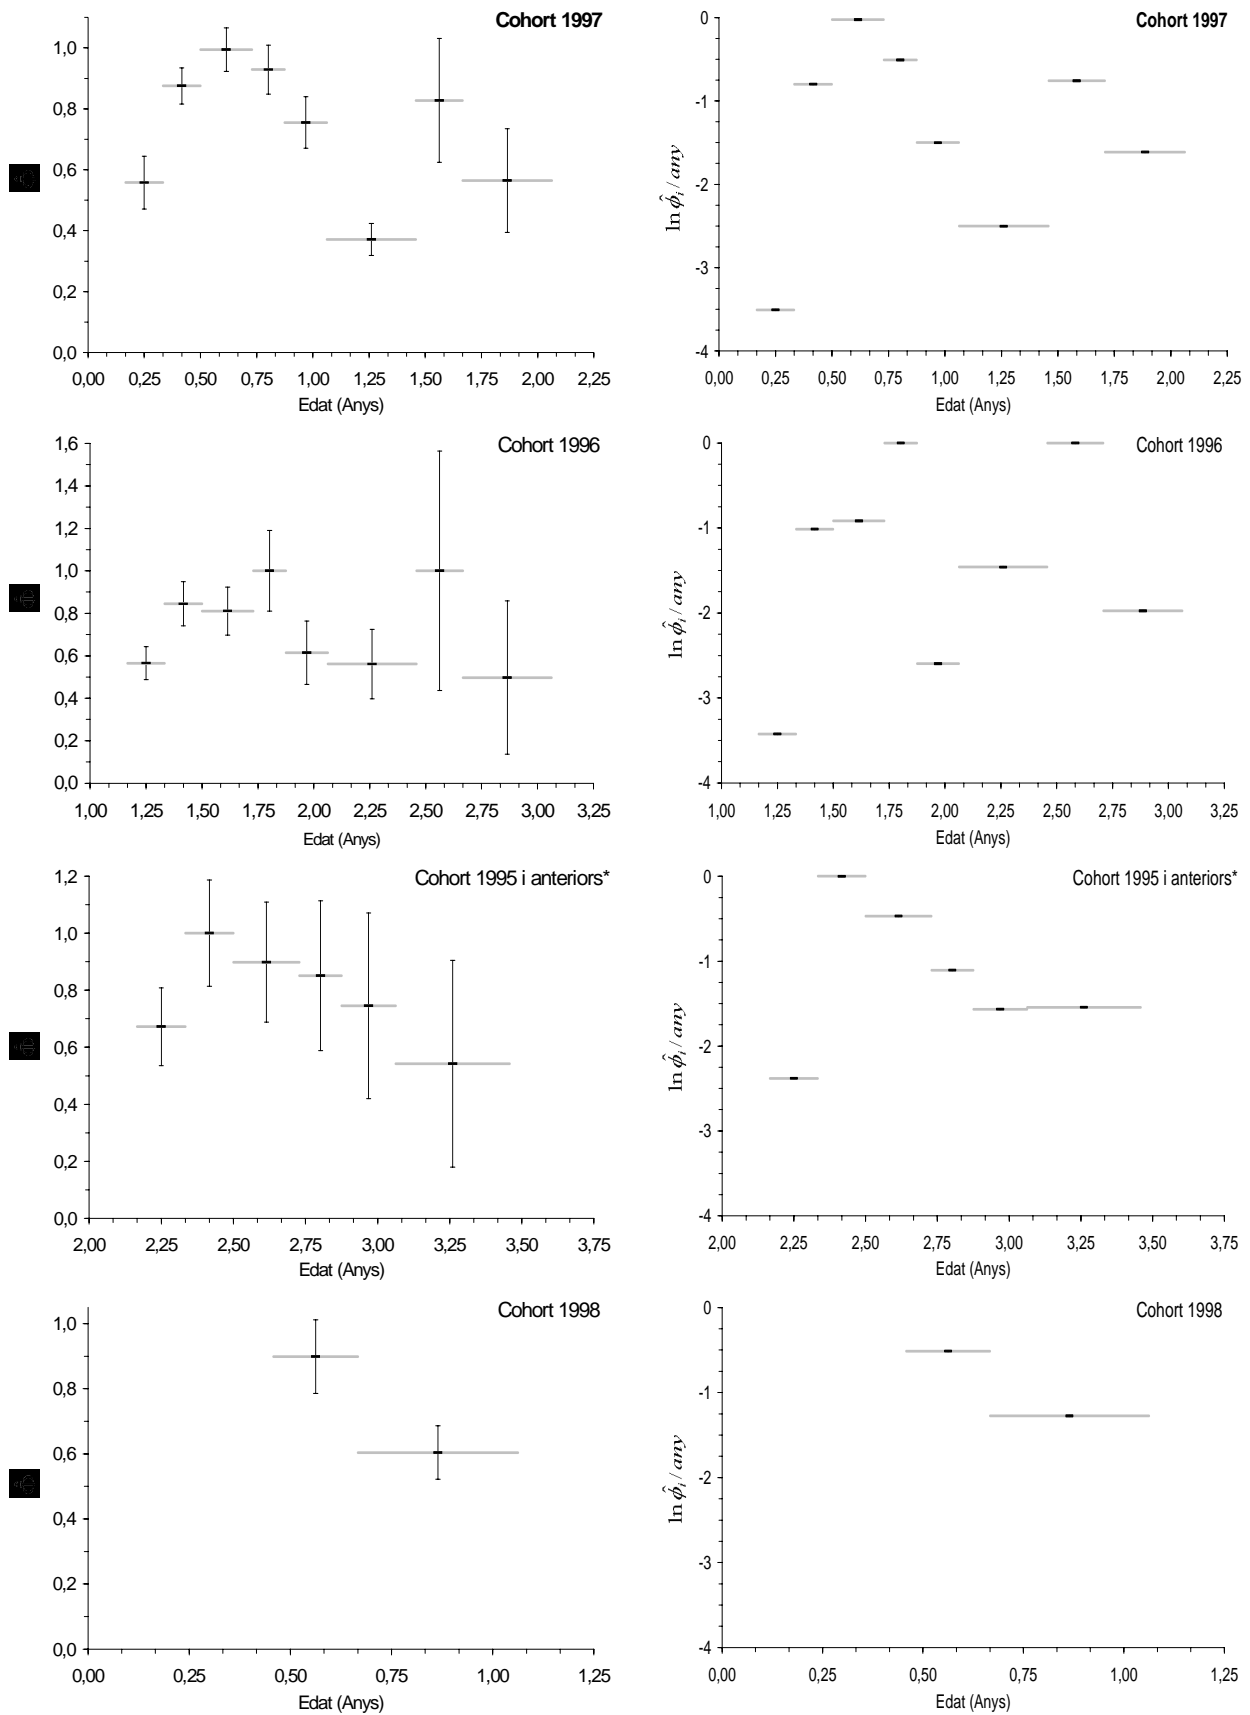 Cohort 1997
1,0
0,8
0,6
0,4
0,2
0,0
0,00 0,25 0,50 0,75 1,00 1,25 1,50 1,75 2,00 2,25
Edat (Anys)
Cohort 1997
0
-1
-2
-3
-4
ln φ̂i / any
0,00 0,25 0,50 0,75 1,00 1,25 1,50 1,75 2,00 2,25
Edat (Anys)
Cohort 1996
1,6
1,4
1,2
1,0
0,8
0,6
0,4
0,2
0,0
1,00 1,25 1,50 1,75 2,00 2,25 2,50 2,75 3,00 3,25
Edat (Anys)
Cohort 1996
0
-1
-2
-3
-4
ln φ̂i / any
1,00 1,25 1,50 1,75 2,00 2,25 2,50 2,75 3,00 3,25
Edat (Anys)
Cohort 1995 i anteriors*
1,2
1,0
0,8
0,6
0,4
0,2
0,0
2,00 2,25 2,50 2,75 3,00 3,25 3,50 3,75
Edat (Anys)
Cohort 1995 i anteriors*
0
-1
-2
-3
-4
ln φ̂i / any
2,00 2,25 2,50 2,75 3,00 3,25 3,50 3,75
Edat (Anys)
Cohort 1998
1,0
0,8
0,6
0,4
0,2
0,0
0,00 0,25 0,50 0,75 1,00 1,25
Edat (Anys)
Cohort 1998
0
-1
-2
-3
-4
ln φ̂i / any
0,00 0,25 0,50 0,75 1,00 1,25
Edat (Anys)